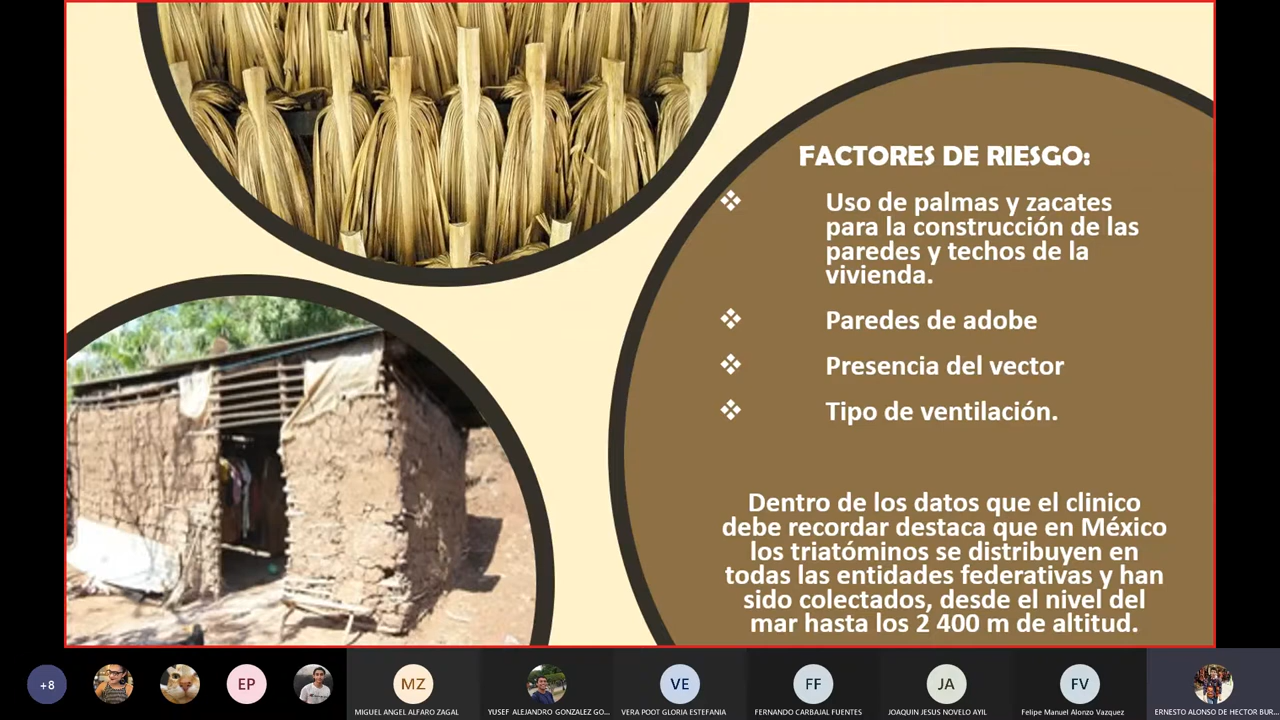 FACTORES DE RIESGO:
❖ Uso de palmas y zacates
para la construcción de las
paredes y techos de la
vivienda.
❖ Paredes de adobe
❖ Presencia del vector
❖ Tipo de ventilación.
Dentro de los datos que el clinico
debe recordar destaca que en México
los triatóminos se distribuyen en
todas las entidades federativas y han
sido colectados, desde el nivel del
mar hasta los 2 400 m de altitud.
+8
EP
MZ
VE
FF
JA
FV
MIGUEL ANGEL ALFARO ZAGAL
YUSEF ALEJANDRO GONZALEZ GO...
VERA POOT GLORIA ESTEFANIA
FERNANDO CARBAJAL FUENTES
JOAQUIN JESUS NOVELO AYIL
Felipe Manuel Alonzo Vazquez
ERNESTO ALONSO DE HECTOR BUR...